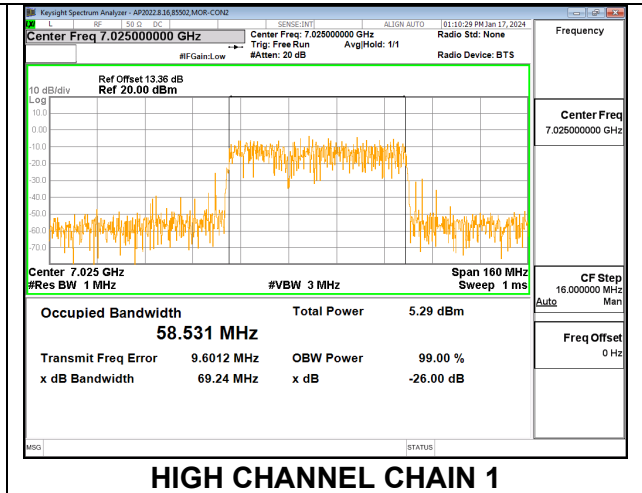 Keysight Spectrum Analyzer - AP2022.8.16,85502,MOR-CON2
LXI L RF 50 Ω DC SENSE:INT ALIGN AUTO 01:10:29 PM Jan 17, 2024
Center Freq 7.025000000 GHz Center Freq: 7.025000000 GHz Radio Std: None
Trig: Free Run Avg|Hold: 1/1
#IFGain:Low #Atten: 20 dB Radio Device: BTS
Frequency
Ref Offset 13.36 dB
10 dB/div Ref 20.00 dBm
Log
10.0
0.00
-10.0
-20.0
-30.0
-40.0
-50.0
-60.0
-70.0
Center Freq
7.025000000 GHz
Center 7.025 GHz Span 160 MHz
#Res BW 1 MHz #VBW 3 MHz Sweep 1 ms
CF Step
16.000000 MHz
Auto Man
Freq Offset
0 Hz
Occupied Bandwidth Total Power 5.29 dBm
58.531 MHz
Transmit Freq Error 9.6012 MHz OBW Power 99.00 %
x dB Bandwidth 69.24 MHz x dB -26.00 dB
MSG STATUS
HIGH CHANNEL CHAIN 1